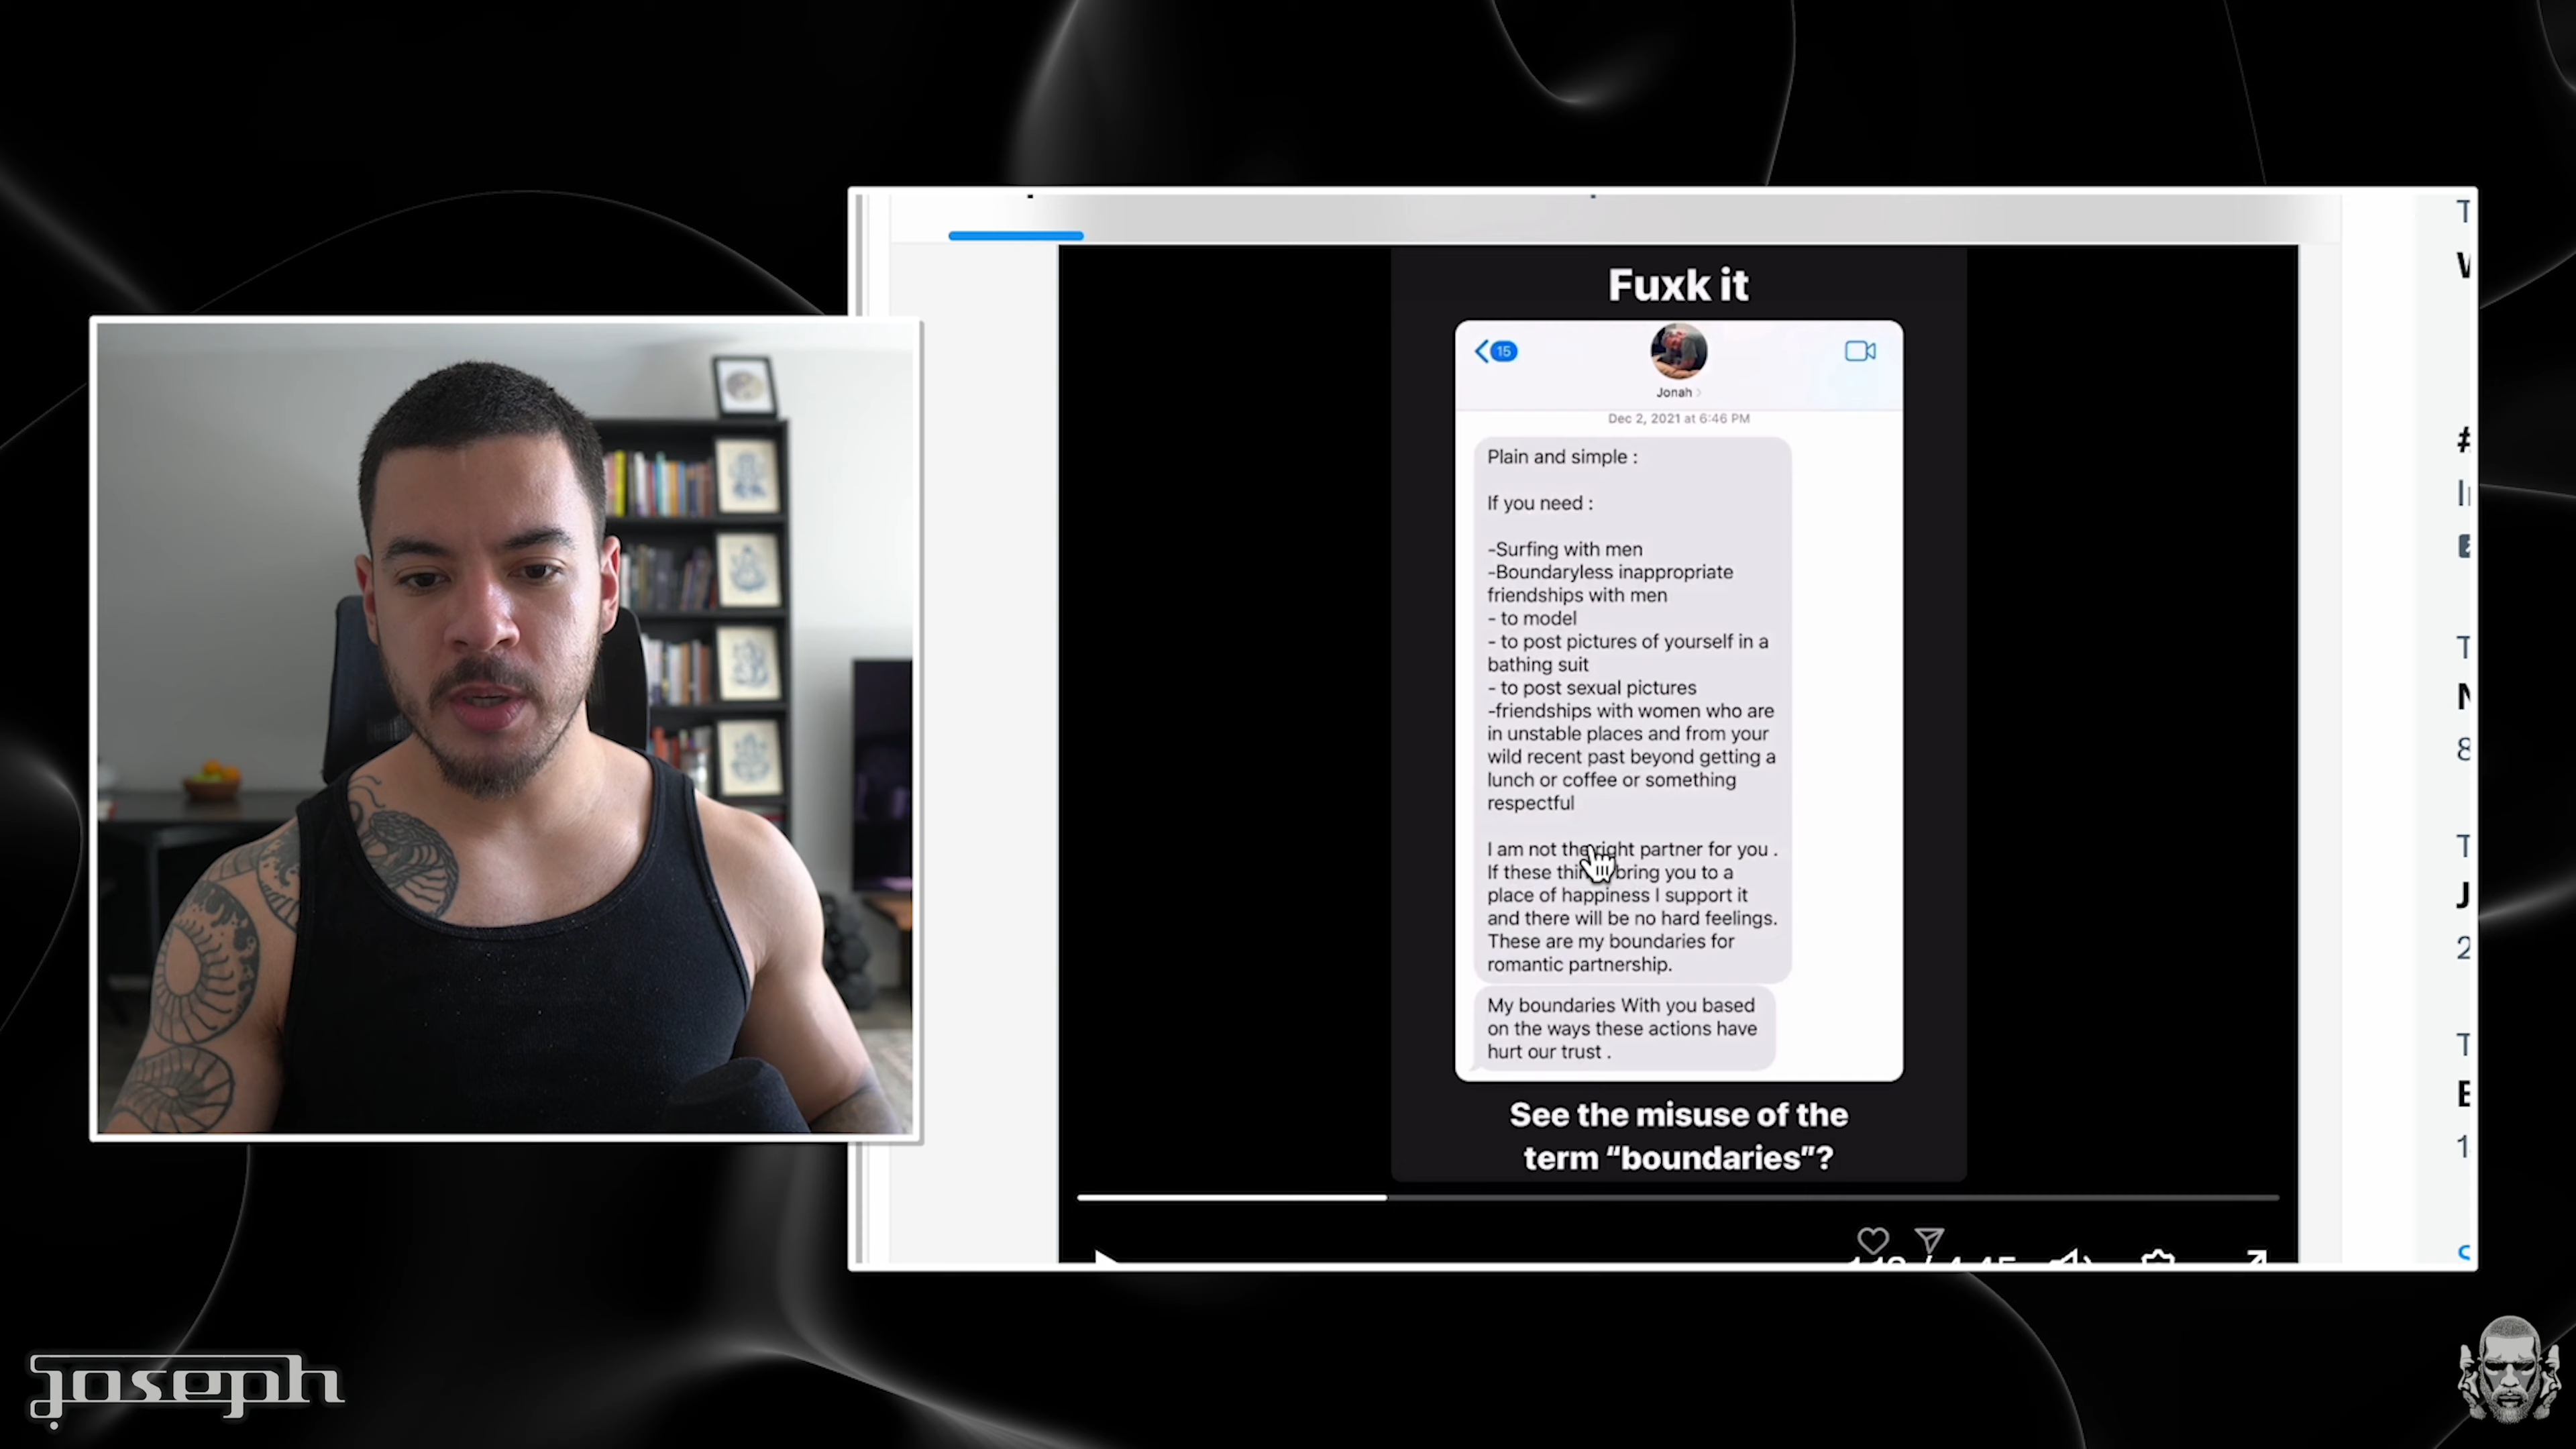 Fuxk it
15
Jonah
Dec 2, 2021 at 6:46 PM
Plain and simple :
If you need :
-Surfing with men
-Boundaryless inappropriate
friendships with men
- to model
- to post pictures of yourself in a
bathing suit
- to post sexual pictures
-friendships with women who are
in unstable places and from your
wild recent past beyond getting a
lunch or coffee or something
respectful
I am not the right partner for you .
If these bring you to a
place of happiness I support it
and there will be no hard feelings.
These are my boundaries for
romantic partnership.
My boundaries With you based
on the ways these actions have
hurt our trust .
See the misuse of the
term “boundaries”?
joseph